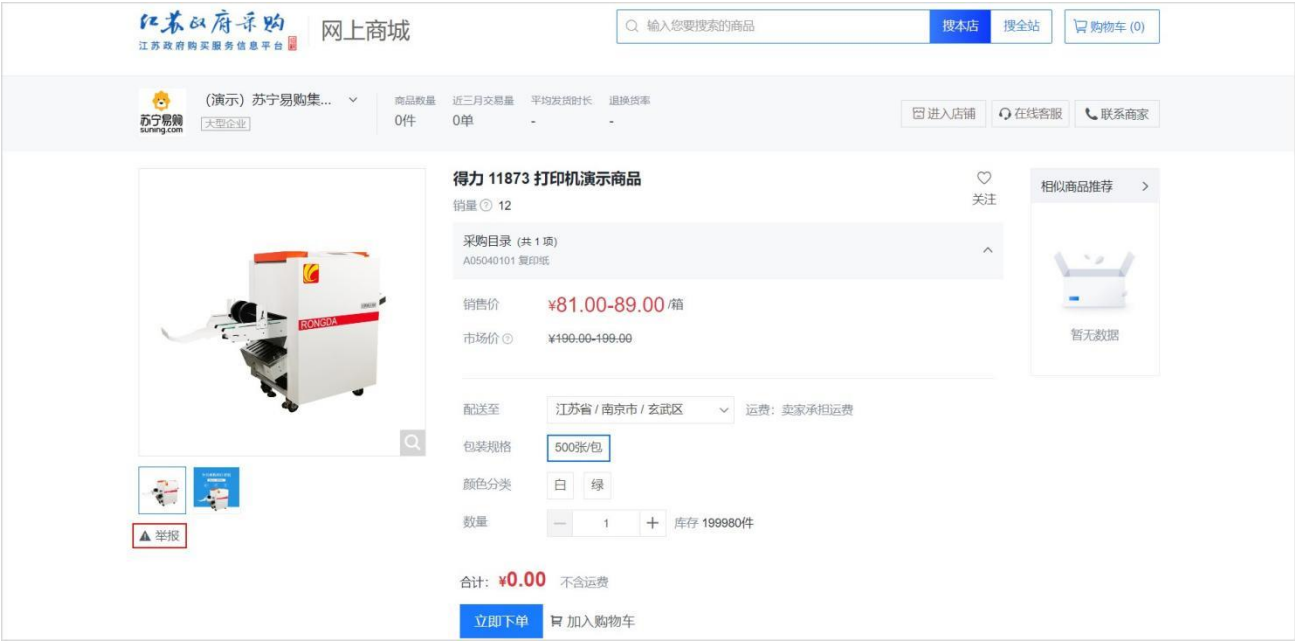 江苏政府采购
江苏政府购买服务信息平台
网上商城
输入您要搜索的商品
搜本店
搜全站
购物车 (0)
苏宁易购
suning.com
(演示) 苏宁易购集...
大型企业
商品数量 近三月交易量 平均发货时长 退换货率
0件 0单 - -
进入店铺
在线客服
联系商家
得力 11873 打印机演示商品
销量 12
关注
相似商品推荐
采购目录 (共 1 项)
A05040101 复印纸
RONGDA
销售价 ¥81.00-89.00 /箱
市场价 ¥190.00-199.00
暂无数据
配送至 江苏省 / 南京市 / 玄武区 运费：卖家承担运费
包装规格 500张/包
颜色分类 白 绿
数量 — 1 + 库存 199980件
举报
合计：¥0.00 不含运费
立即下单 加入购物车